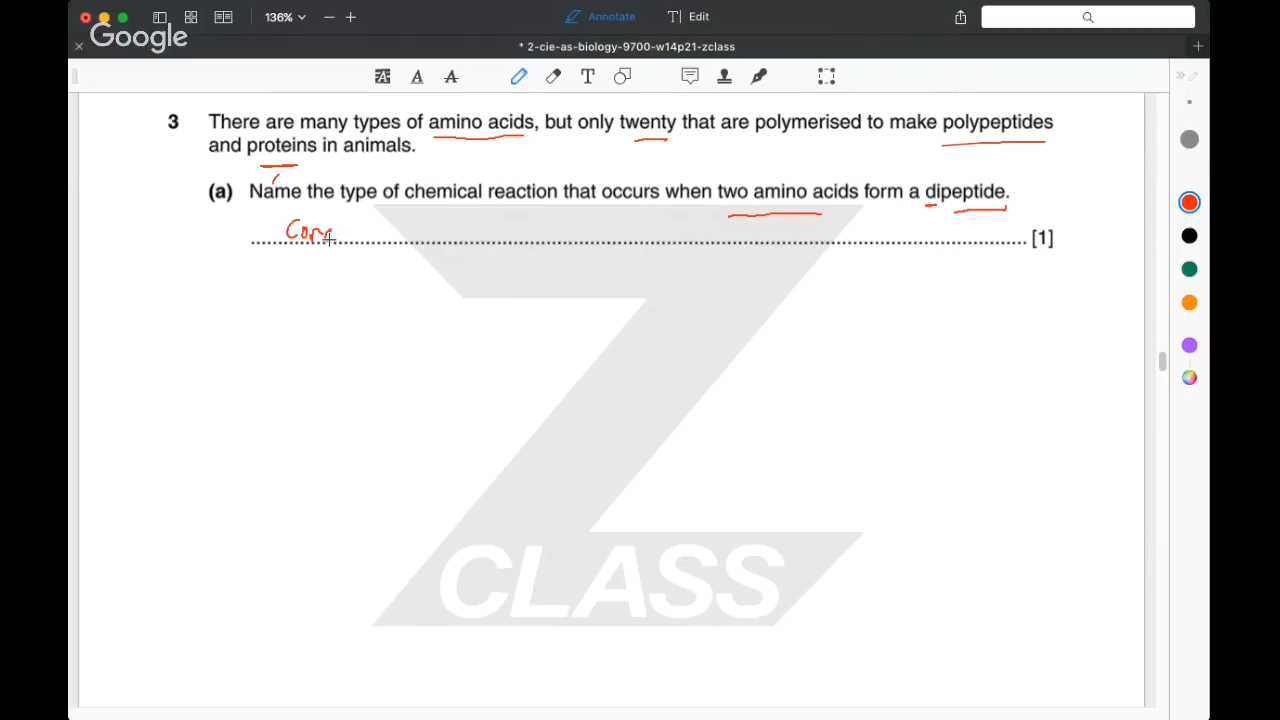 136%
Annotate
Edit
Google
* 2-cie-as-biology-9700-w14p21-zclass
3 There are many types of amino acids, but only twenty that are polymerised to make polypeptides
and proteins in animals.
(a) Name the type of chemical reaction that occurs when two amino acids form a dipeptide.
Con
[1]
CLASS